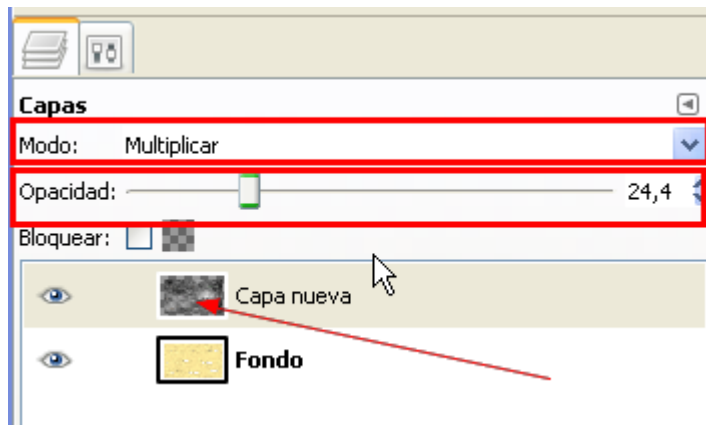 Capas
Modo: Multiplicar
Opacidad: 24,4
Bloquear:
Capa nueva
Fondo